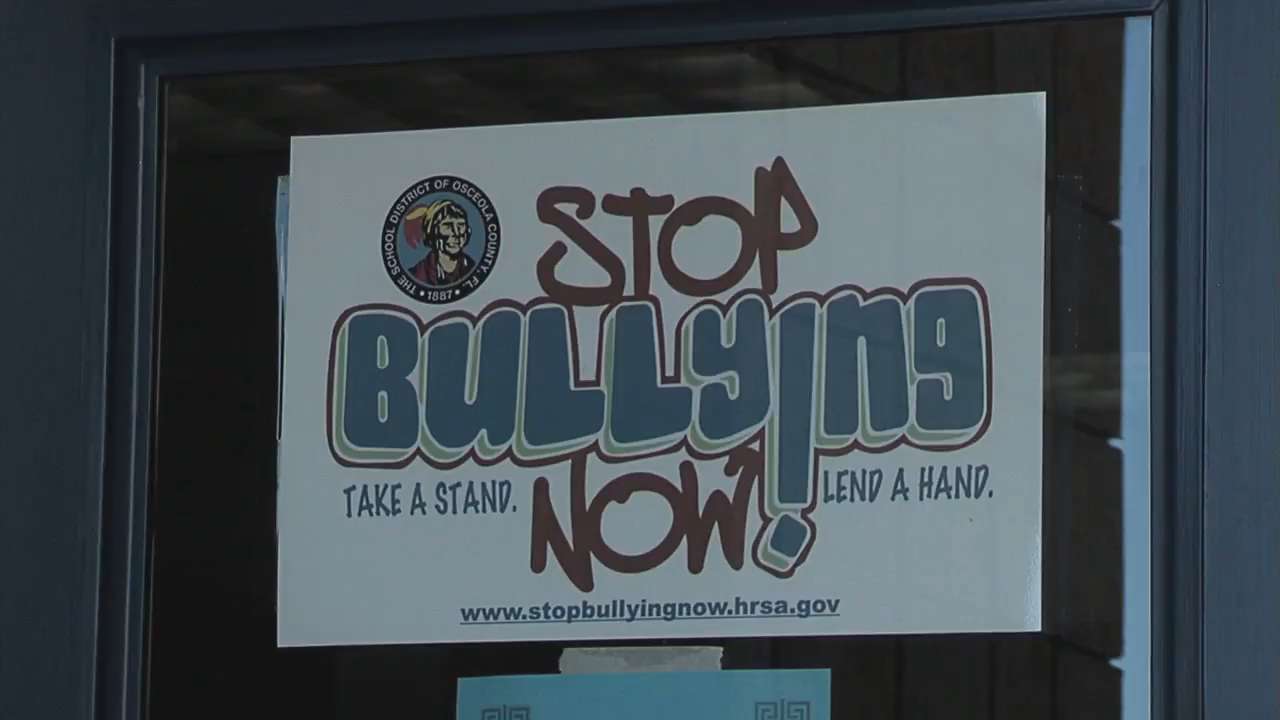 THE SCHOOL DISTRICT OF OSCEOLA COUNTY, FL.
• 1887 •
STOP
BULLYING
NOW!
TAKE A STAND.
LEND A HAND.
www.stopbullyingnow.hrsa.gov